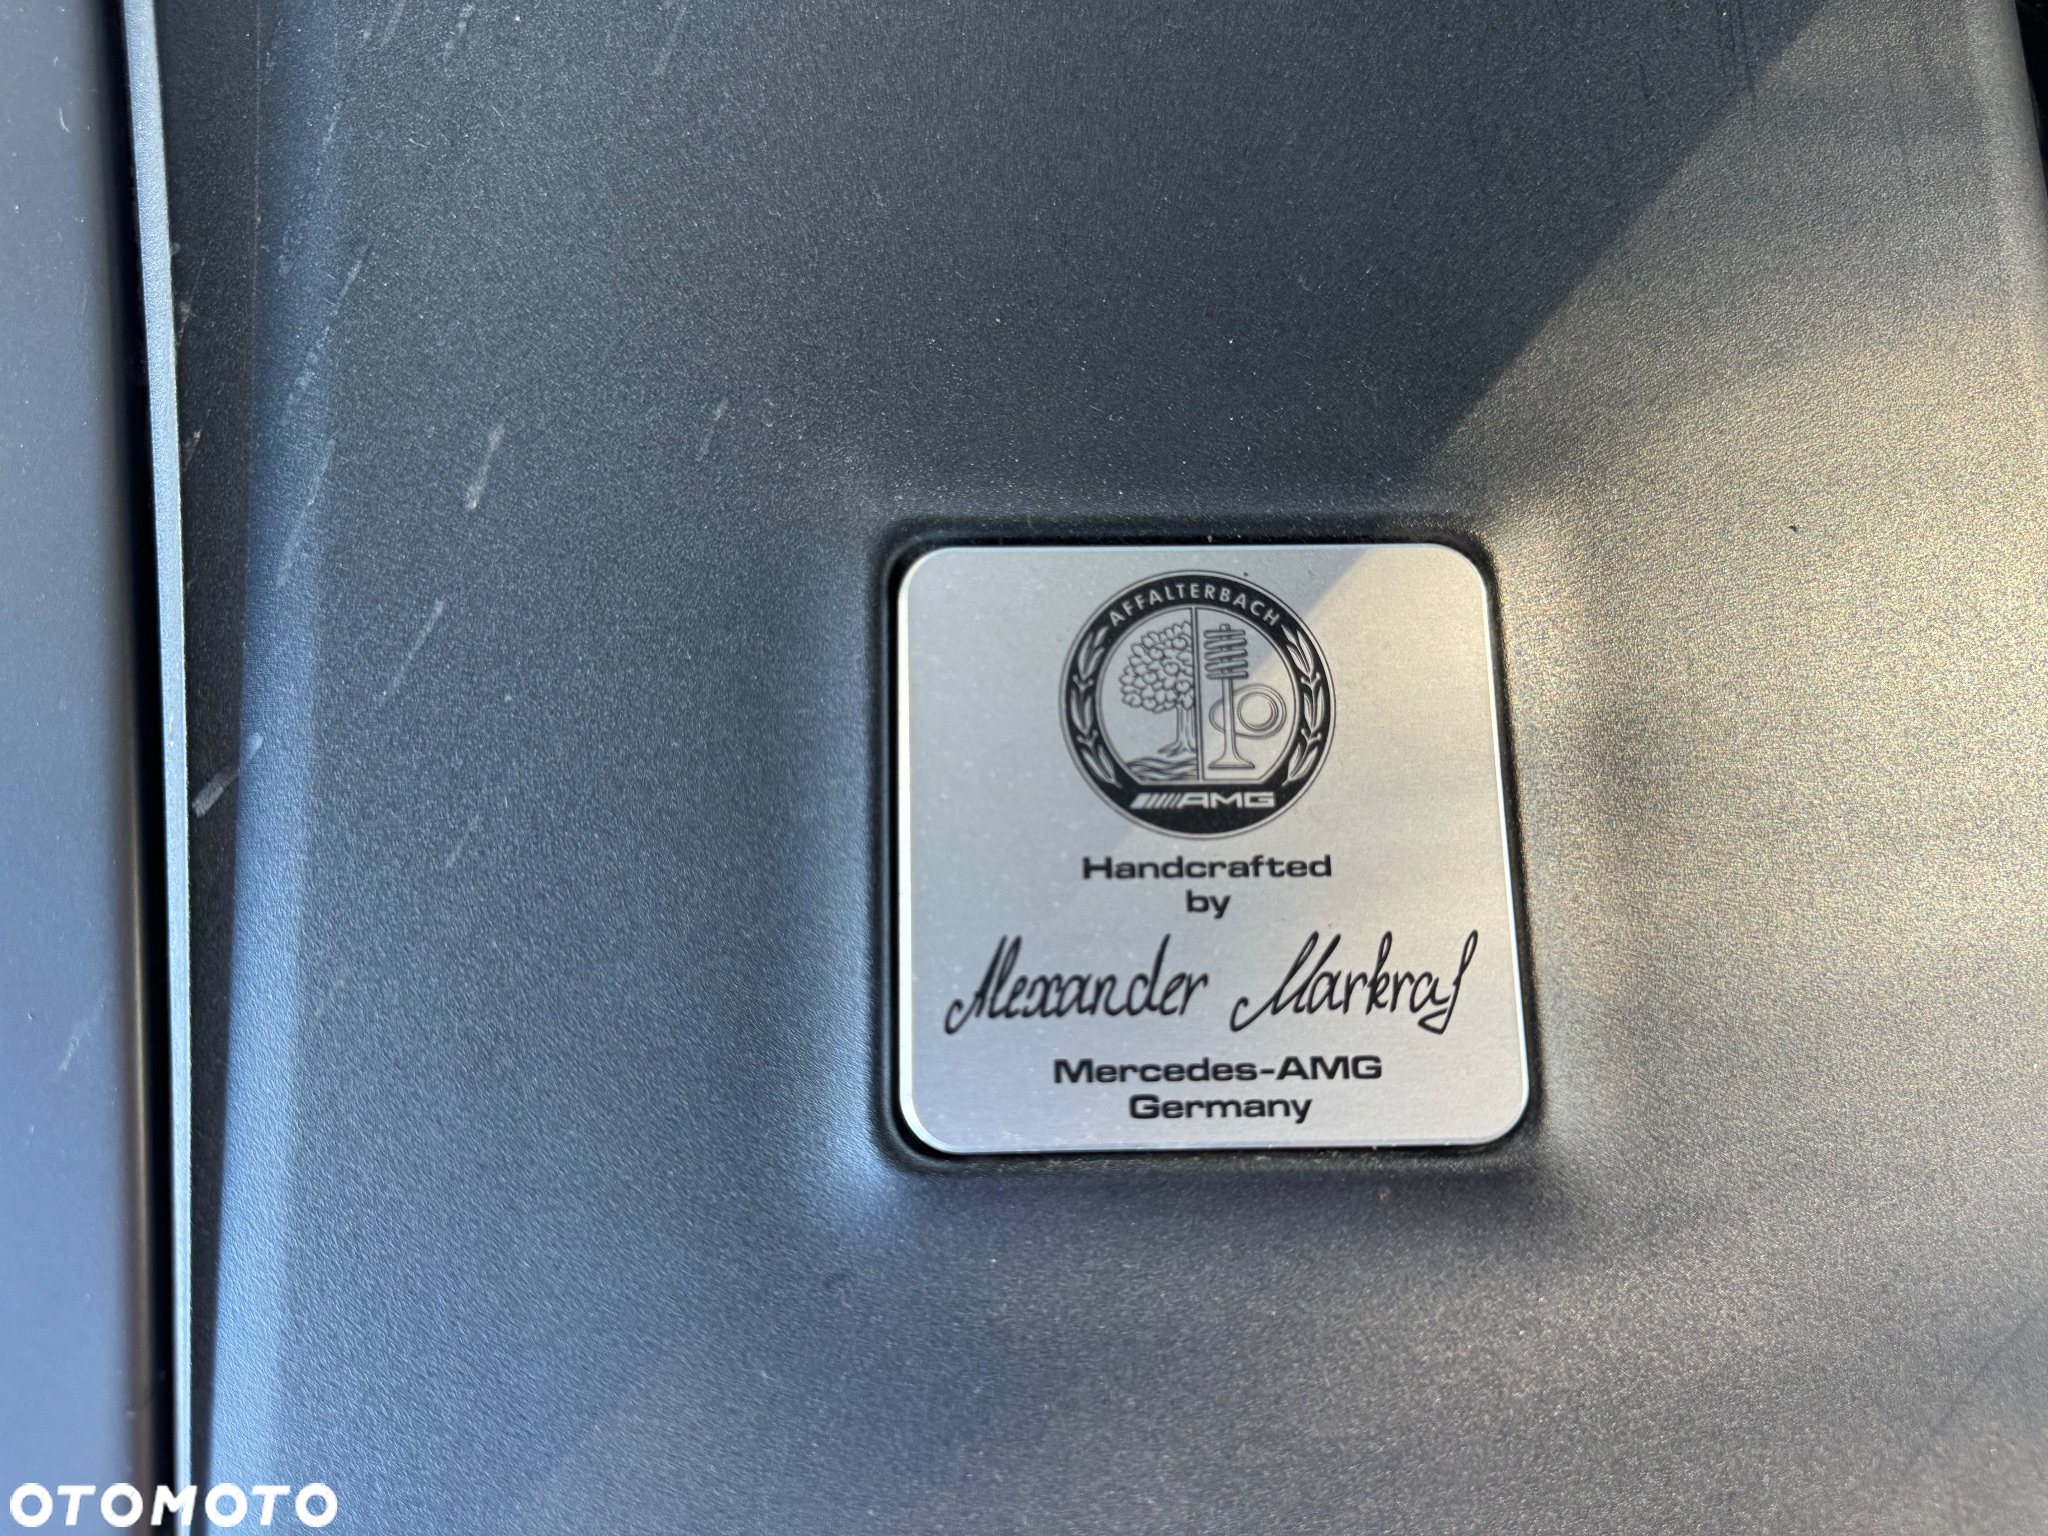 AFFALTERBACH
AMG
Handcrafted
by
Alexander Markraf
Mercedes-AMG
Germany
OTOMOTO